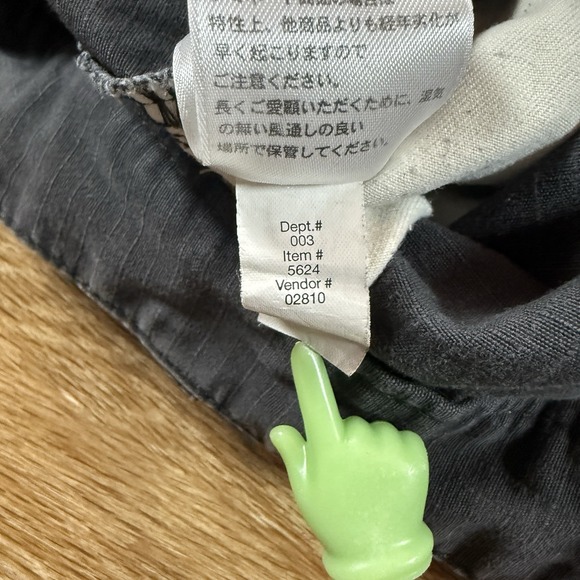 特性上、他商品よりも経年劣化が
早く起こりますので
ご注意ください。
長くご愛顧いただくために、湿気
の無い風通しの良い
場所で保管してください。
Dept.#
003
Item #
5624
Vendor #
02810